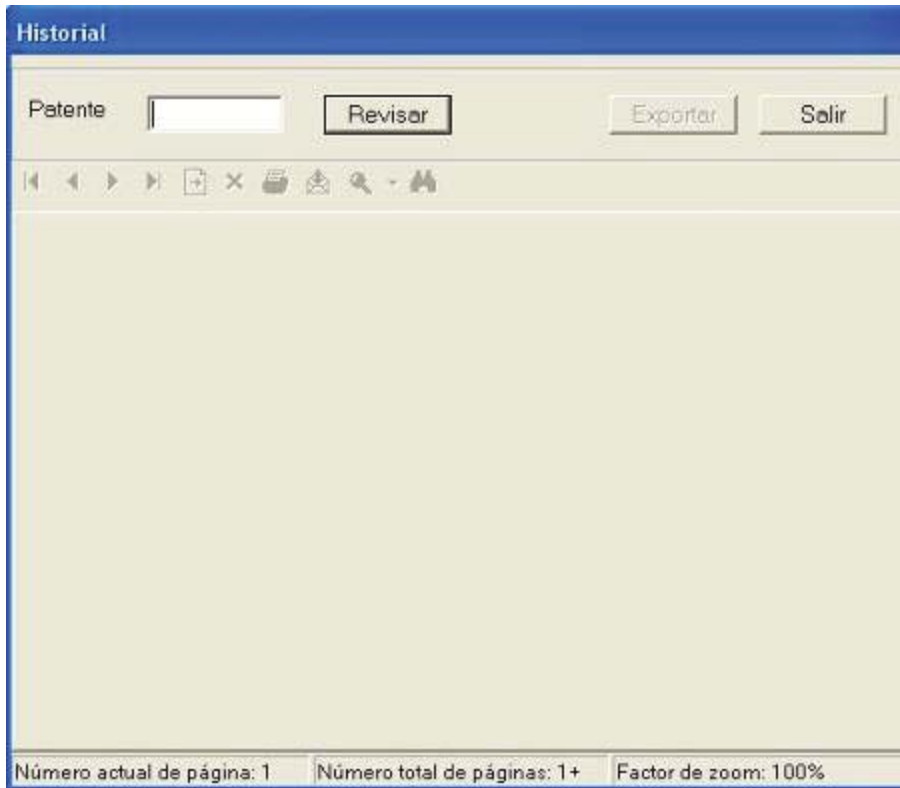 Historial
Patente Revisar Exportar Salir
Número actual de página: 1 Número total de páginas: 1+ Factor de zoom: 100%